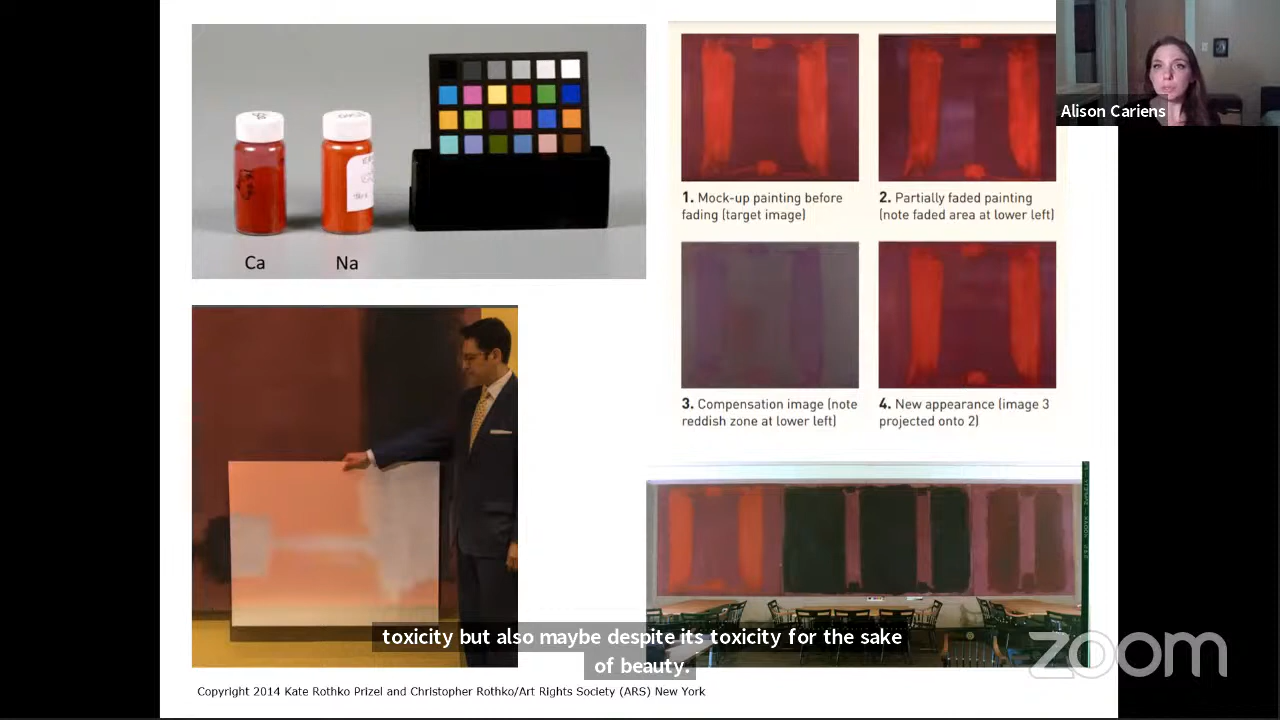 Alison Cariens
1. Mock-up painting before
fading (target image)
2. Partially faded painting
(note faded area at lower left)
Ca
Na
3. Compensation image (note
reddish zone at lower left)
4. New appearance (image 3
projected onto 2)
toxicity but also maybe despite its toxicity for the sake
of beauty.
zoom
Copyright 2014 Kate Rothko Prizel and Christopher Rothko/Art Rights Society (ARS) New York